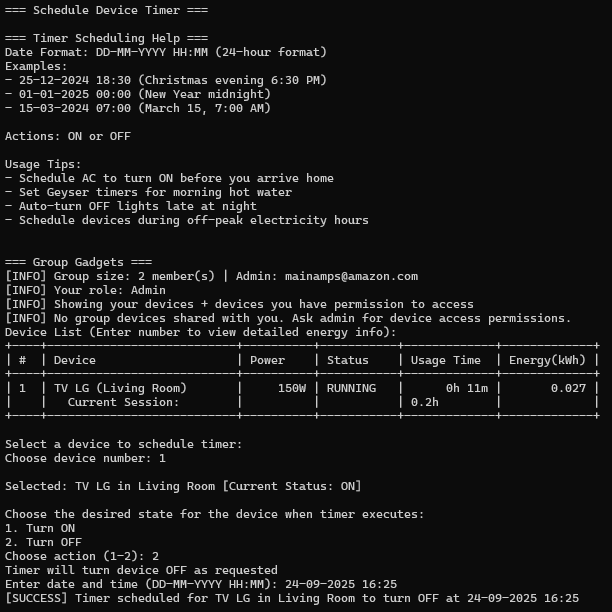 === Schedule Device Timer ===

=== Timer Scheduling Help ===
Date Format: DD-MM-YYYY HH:MM (24-hour format)
Examples:
- 25-12-2024 18:30 (Christmas evening 6:30 PM)
- 01-01-2025 00:00 (New Year midnight)
- 15-03-2024 07:00 (March 15, 7:00 AM)

Actions: ON or OFF

Usage Tips:
- Schedule AC to turn ON before you arrive home
- Set Geyser timers for morning hot water
- Auto-turn OFF lights late at night
- Schedule devices during off-peak electricity hours

=== Group Gadgets ===
[INFO] Group size: 2 member(s) | Admin: mainamps@amazon.com
[INFO] Your role: Admin
[INFO] Showing your devices + devices you have permission to access
[INFO] No group devices shared with you. Ask admin for device access permissions.
Device List (Enter number to view detailed energy info):
+----+---------------------------+----------+-----------+-------------+-------------+
| #  | Device                    | Power    | Status    | Usage Time  | Energy(kWh) |
+----+---------------------------+----------+-----------+-------------+-------------+
| 1  | TV LG (Living Room)       |     150W | RUNNING   |      0h 11m |       0.027 |
|    |   Current Session:        |          |           | 0.2h        |             |
+----+---------------------------+----------+-----------+-------------+-------------+

Select a device to schedule timer:
Choose device number: 1

Selected: TV LG in Living Room [Current Status: ON]

Choose the desired state for the device when timer executes:
1. Turn ON
2. Turn OFF
Choose action (1-2): 2
Timer will turn device OFF as requested
Enter date and time (DD-MM-YYYY HH:MM): 24-09-2025 16:25
[SUCCESS] Timer scheduled for TV LG in Living Room to turn OFF at 24-09-2025 16:25